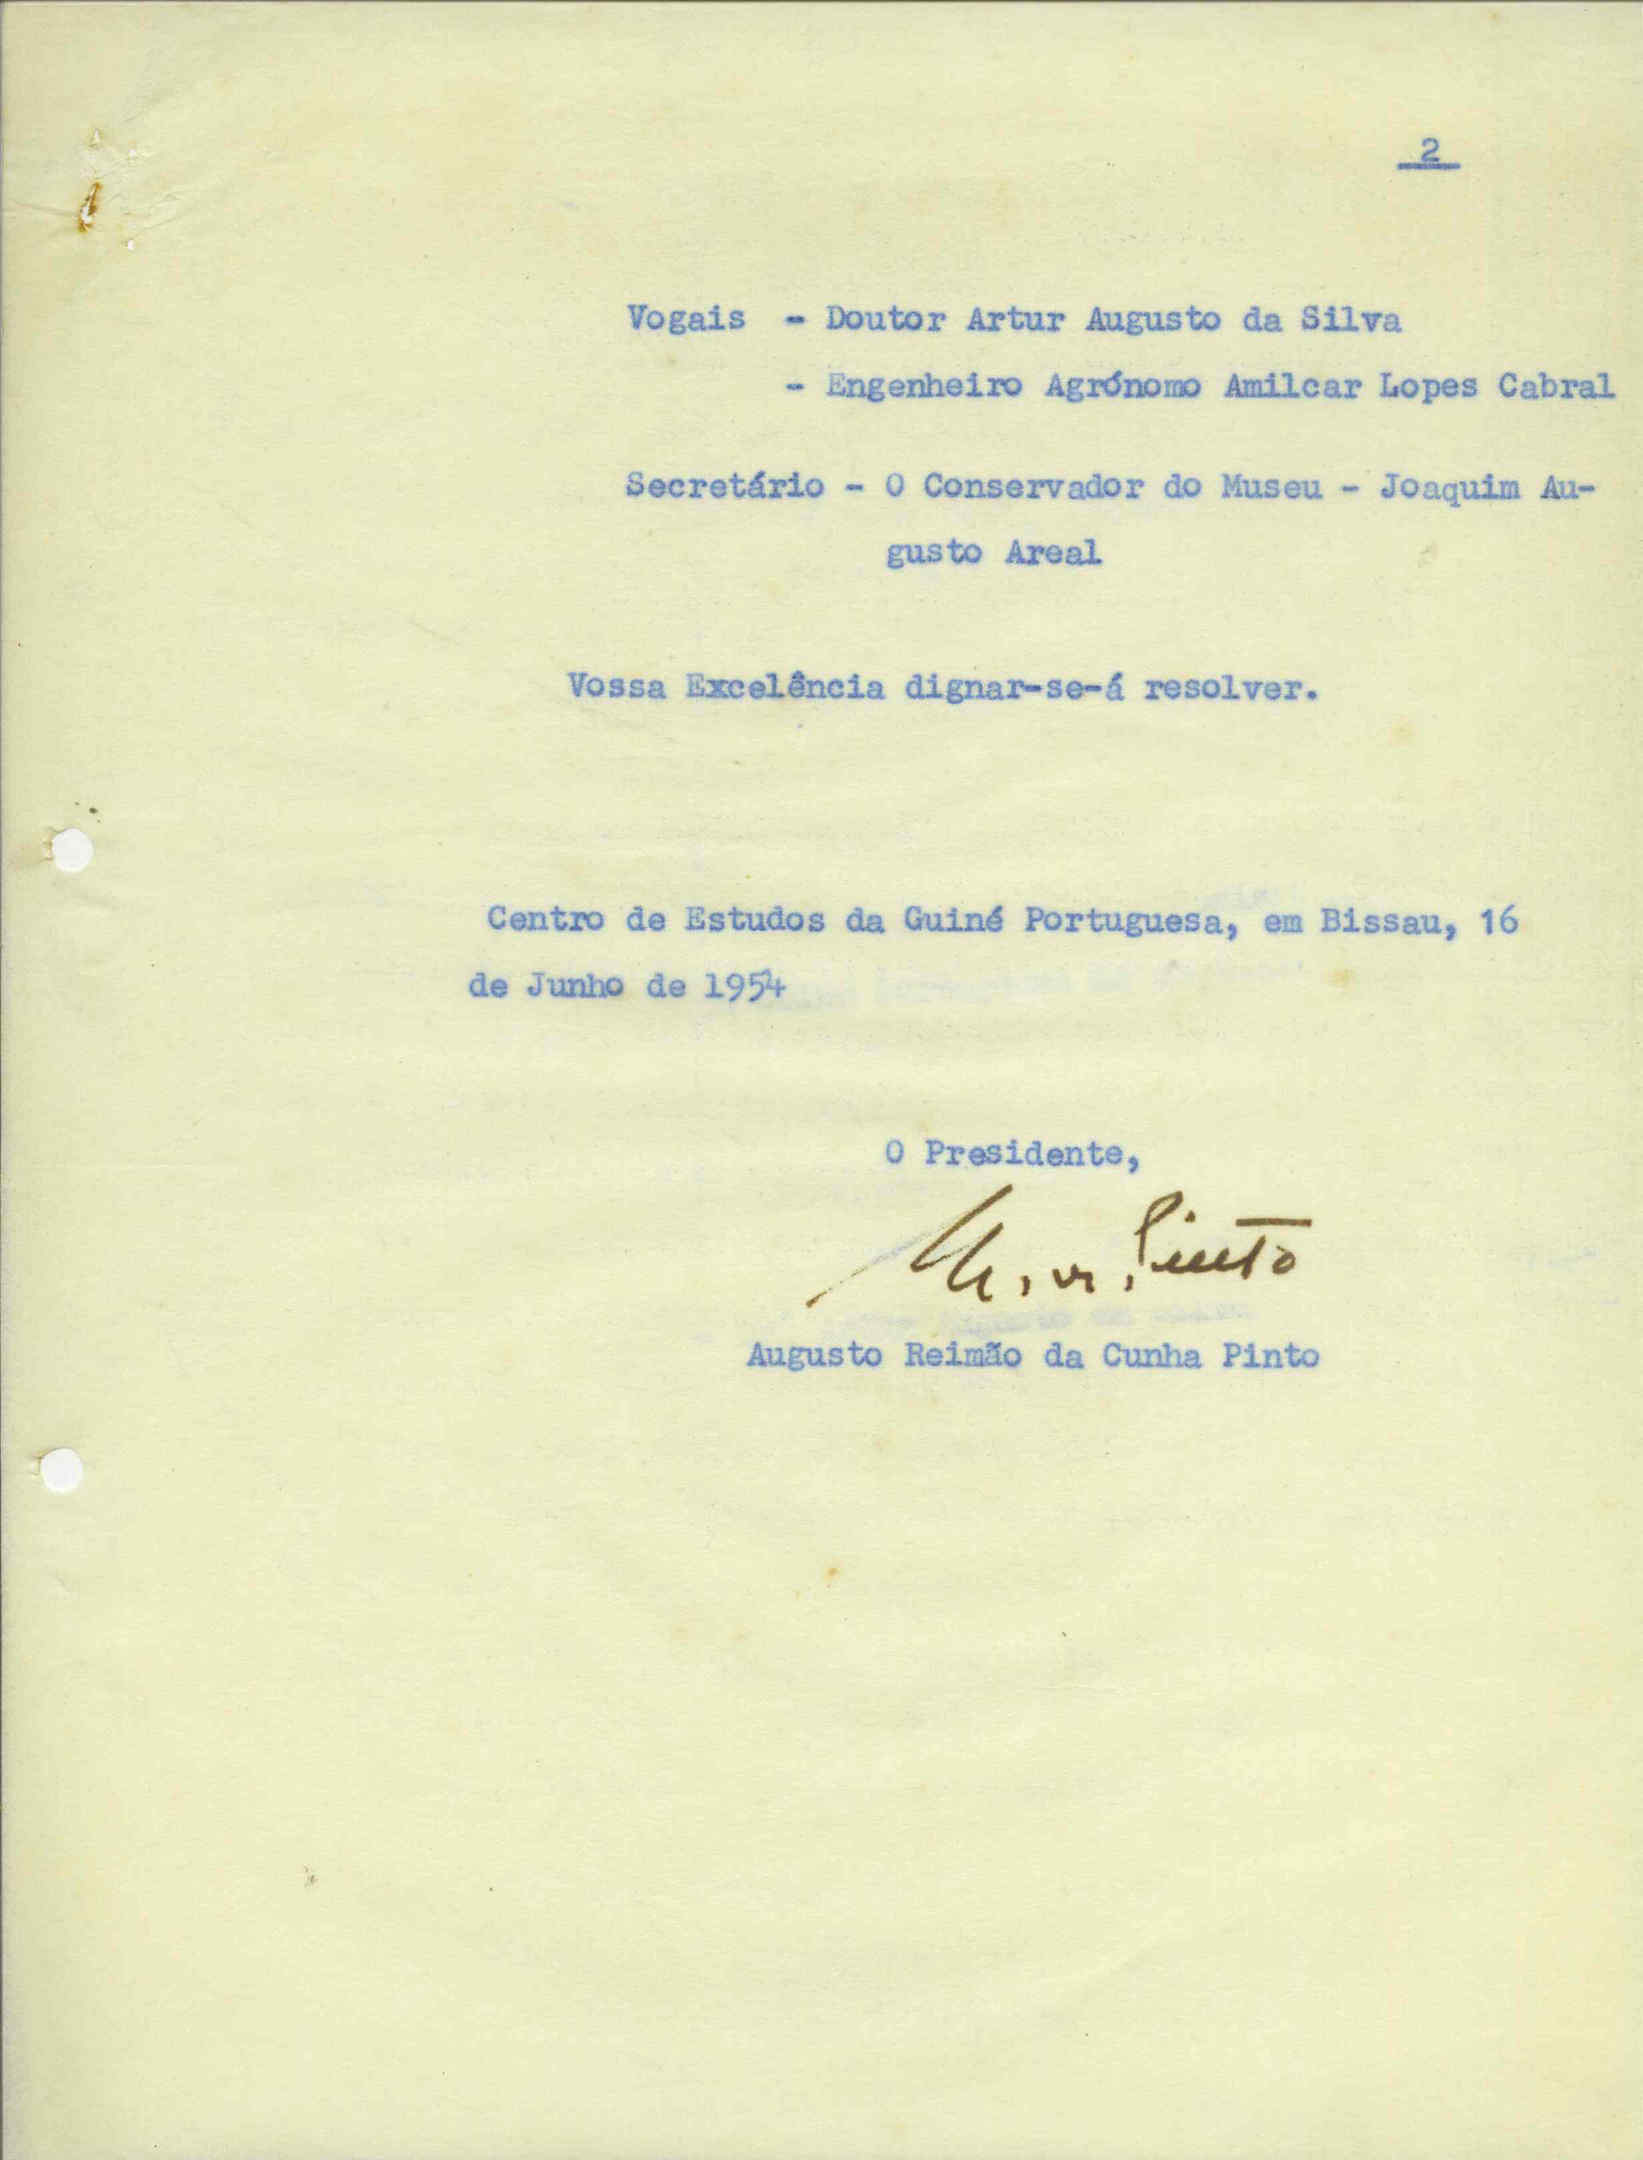 2
Vogais - Doutor Artur Augusto da Silva
- Engenheiro Agrónomo Amilcar Lopes Cabral
Secretário - O Conservador do Museu - Joaquim Au-
gusto Areal
Vossa Excelência dignar-se-á resolver.
Centro de Estudos da Guiné Portuguesa, em Bissau, 16
de Junho de 1954
O Presidente,
Pinto
Augusto Reimão da Cunha Pinto